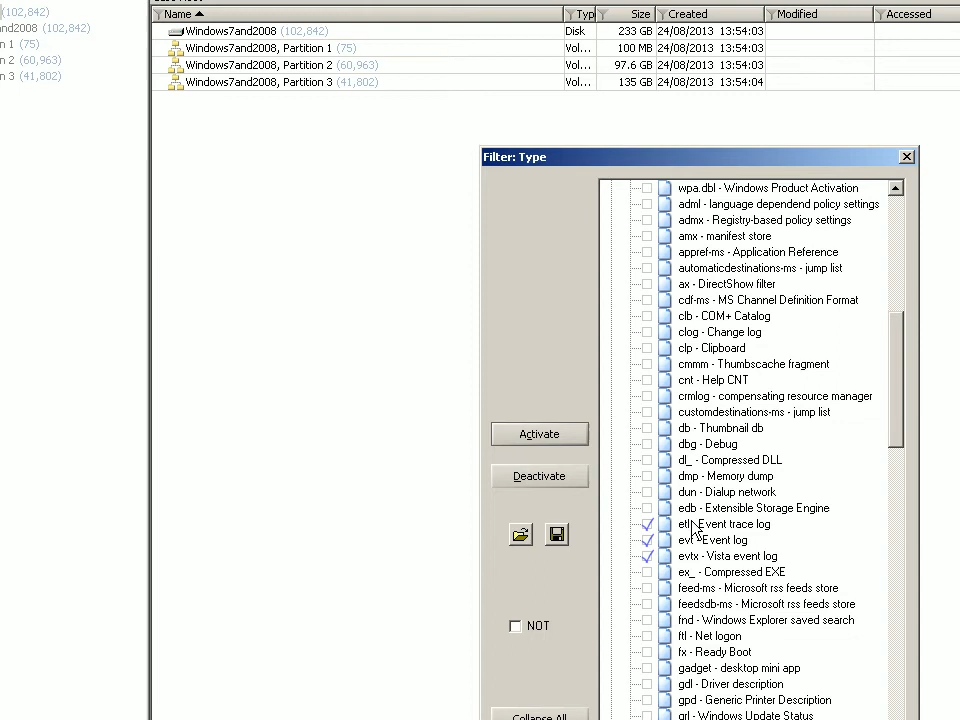 (102,842)
nd2008 (102,842)
n 1 (75)
n 2 (60,963)
n 3 (41,802)
Name Typ Size Created Modified Accessed
Windows7and2008 (102,842) Disk 233 GB 24/08/2013 13:54:03
Windows7and2008, Partition 1 (75) Vol... 100 MB 24/08/2013 13:54:03
Windows7and2008, Partition 2 (60,963) Vol... 97.6 GB 24/08/2013 13:54:03
Windows7and2008, Partition 3 (41,802) Vol... 135 GB 24/08/2013 13:54:04
Filter: Type
wpa.dbl - Windows Product Activation
adml - language dependend policy settings
admx - Registry-based policy settings
amx - manifest store
appref-ms - Application Reference
automaticdestinations-ms - jump list
ax - DirectShow filter
cdf-ms - MS Channel Definition Format
clb - COM+ Catalog
clog - Change log
clp - Clipboard
cmmm - Thumbscache fragment
cnt - Help CNT
crmlog - compensating resource manager
customdestinations-ms - jump list
db - Thumbnail db
dbg - Debug
dl_ - Compressed DLL
dmp - Memory dump
dun - Dialup network
edb - Extensible Storage Engine
etl - Event trace log
evt - Event log
evtx - Vista event log
ex_ - Compressed EXE
feed-ms - Microsoft rss feeds store
feedsdb-ms - Microsoft rss feeds store
fnd - Windows Explorer saved search
ftl - Net logon
fx - Ready Boot
gadget - desktop mini app
gdl - Driver description
gpd - Generic Printer Description
grl - Windows Update Status
Activate
Deactivate
NOT
Collapse All